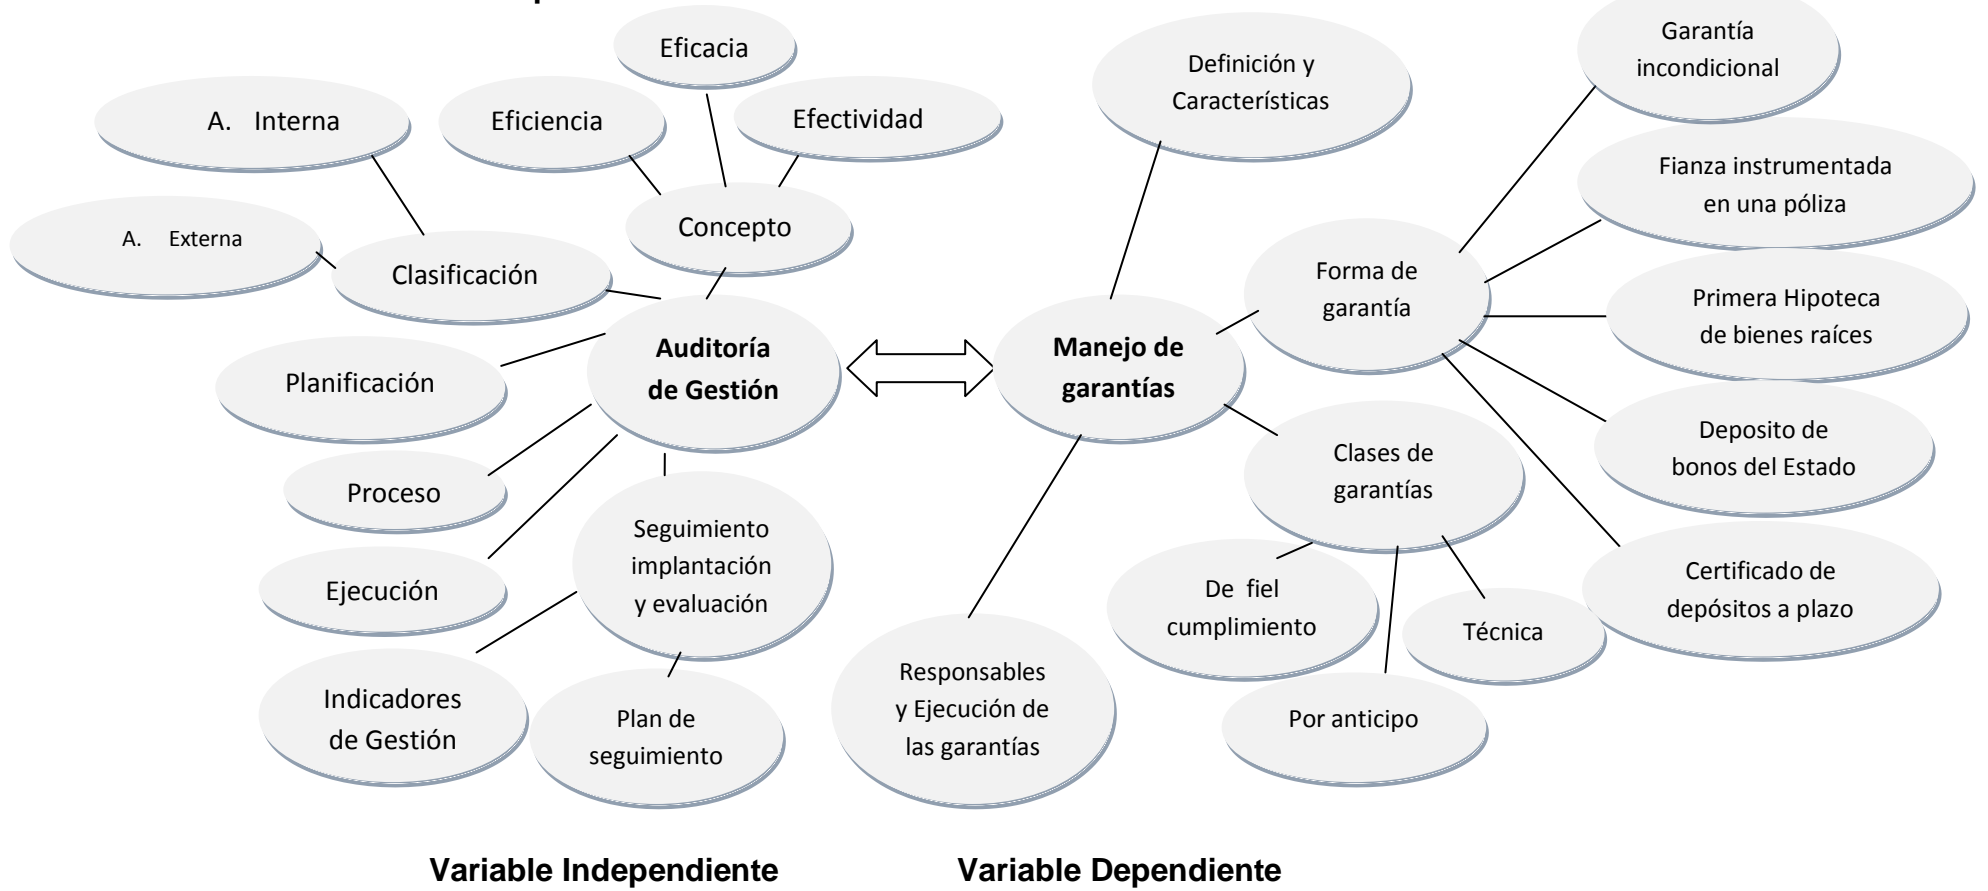 Eficacia
Eficiencia
Efectividad
A. Interna
A. Externa
Concepto
Clasificación
Auditoría
de Gestión
Planificación
Proceso
Ejecución
Seguimiento
implantación
y evaluación
Indicadores
de Gestión
Plan de
seguimiento
Definición y
Características
Manejo de
garantías
Forma de
garantía
Garantía
incondicional
Fianza instrumentada
en una póliza
Primera Hipoteca
de bienes raíces
Deposito de
bonos del Estado
Certificado de
depósitos a plazo
Clases de
garantías
De fiel
cumplimiento
Por anticipo
Técnica
Responsables
y Ejecución de
las garantías
Variable Independiente
Variable Dependiente